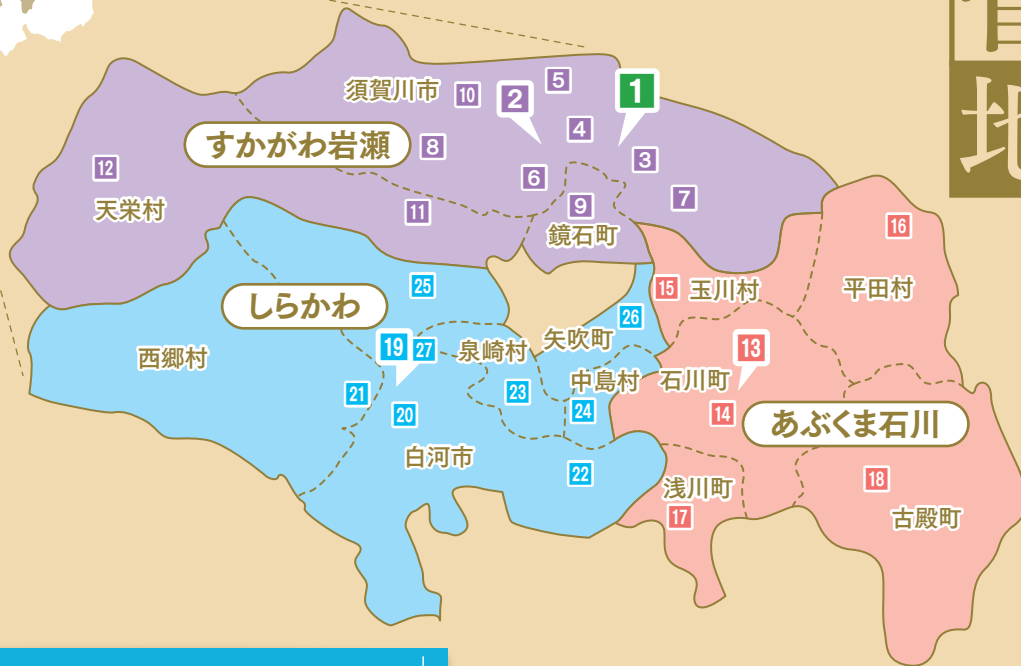 須賀川市
10
2
5
1
すかがわ岩瀬
8
4
3
12
天栄村
6
7
11
9
鏡石町
16
25
15
玉川村
平田村
しらかわ
26
19
27
泉崎村
矢吹町
13
西郷村
21
20
23
中島村
24
石川町
14
あぶくま石川
白河市
22
浅川町
17
18
古殿町
地